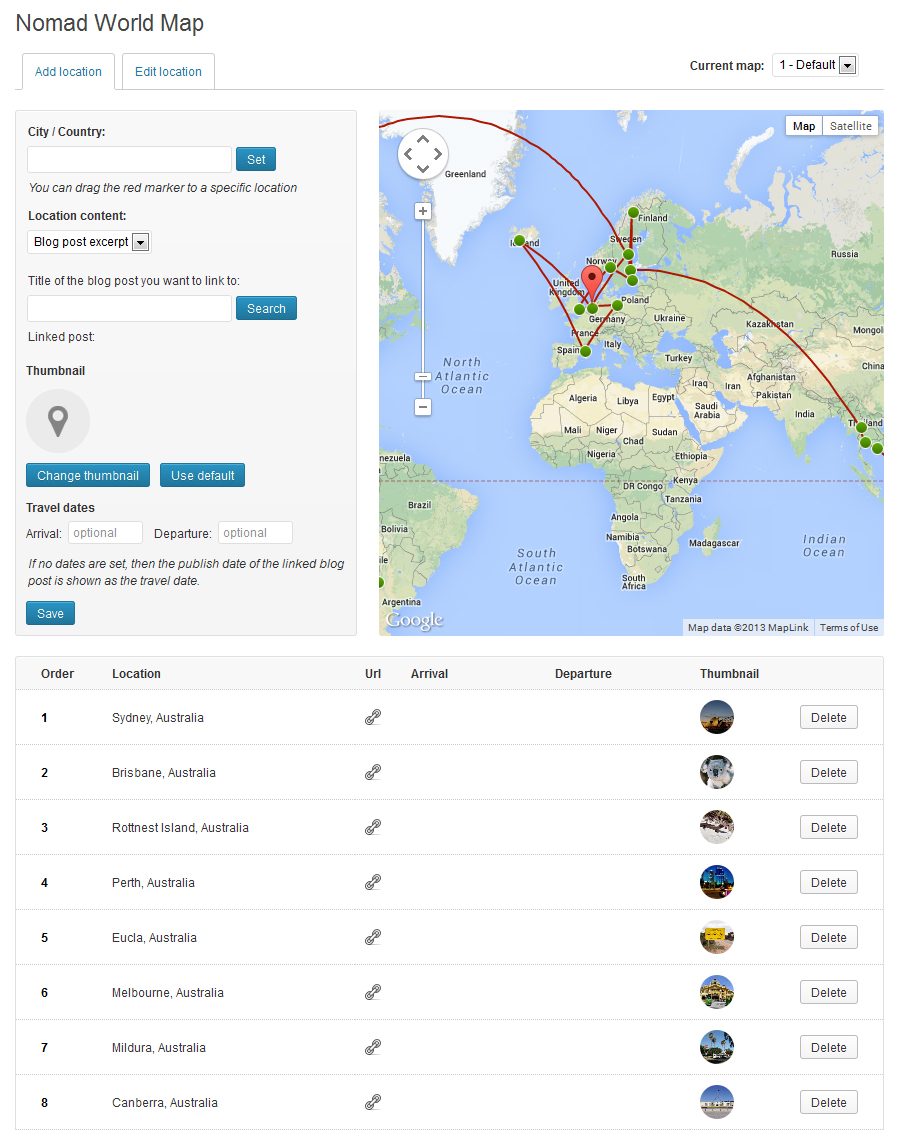 Nomad World Map
Add location
Edit location
Current map:
1 - Default
City / Country:
Set
You can drag the red marker to a specific location
Location content:
Blog post excerpt
Title of the blog post you want to link to:
Search
Linked post:
Thumbnail
Change thumbnail
Use default
Travel dates
Arrival:
optional
Departure:
optional
If no dates are set, then the publish date of the linked blog
post is shown as the travel date.
Save
Map
Satellite
Greenland
Finland
Sweden
Norway
Russia
United
Kingdom
Poland
Germany
Ukraine
France
Kazakhstan
Italy
Spain
Turkey
China
North
Atlantic
Ocean
Afghanistan
Iraq
Iran
Pakistan
Algeria
Libya
Egypt
Saudi
Arabia
India
Thailand
Mali
Niger
Sudan
Chad
Nigeria
Ethiopia
Kenya
DR Congo
Tanzania
Brazil
Bolivia
Angola
Namibia
Botswana
Madagascar
Indian
Ocean
South
Atlantic
Ocean
South
Africa
Argentina
Google
Map data ©2013 MapLink
Terms of Use
Order Location Url Arrival Departure Thumbnail
1 Sydney, Australia Delete
2 Brisbane, Australia Delete
3 Rottnest Island, Australia Delete
4 Perth, Australia Delete
5 Eucla, Australia Delete
6 Melbourne, Australia Delete
7 Mildura, Australia Delete
8 Canberra, Australia Delete